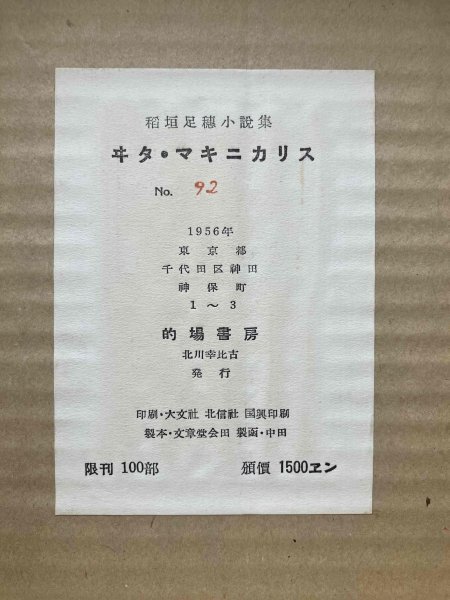 稻垣足穗小説集
ヰタ・マキニカリス
No. 92
1956年
東京都
千代田区神田
神保町
1～3
的場書房
北川幸比古
発行
印刷・大文社 北信社 国興印刷
製本・文章堂会田 製函・中田
限刊 100部 頒價 1500ヱン